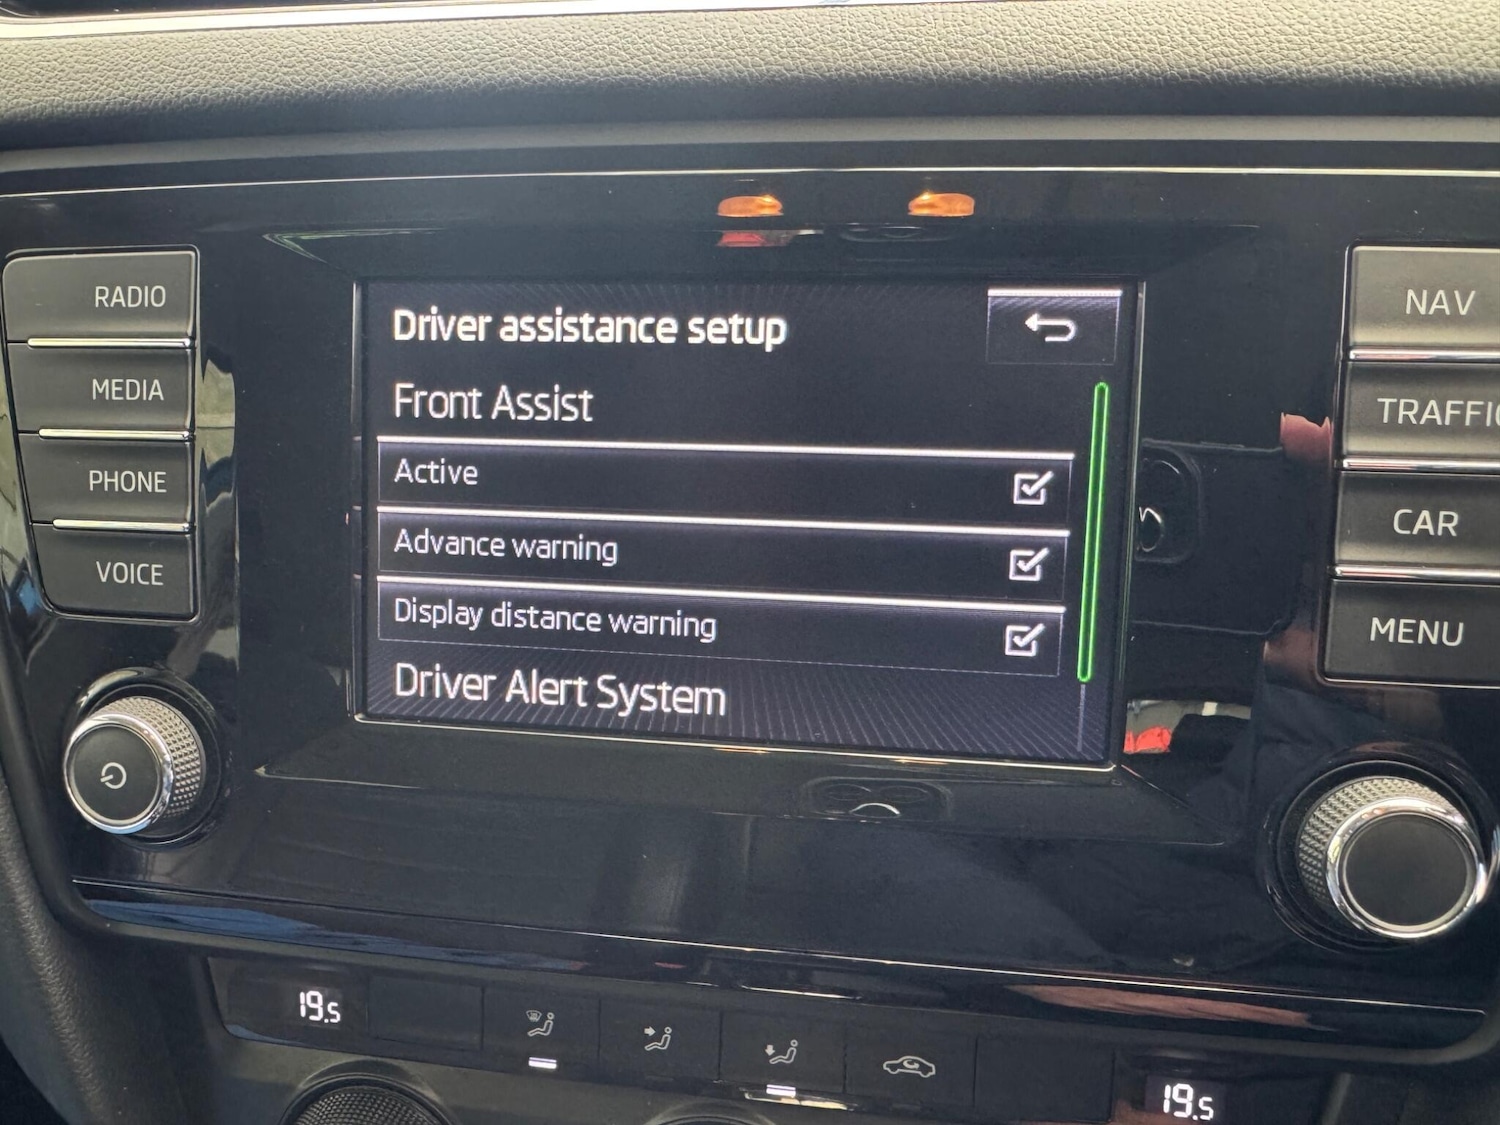 RADIO
MEDIA
PHONE
VOICE
Driver assistance setup
Front Assist
Active
Advance warning
Display distance warning
Driver Alert System
NAV
TRAFFIC
CAR
MENU
19.5
19.5